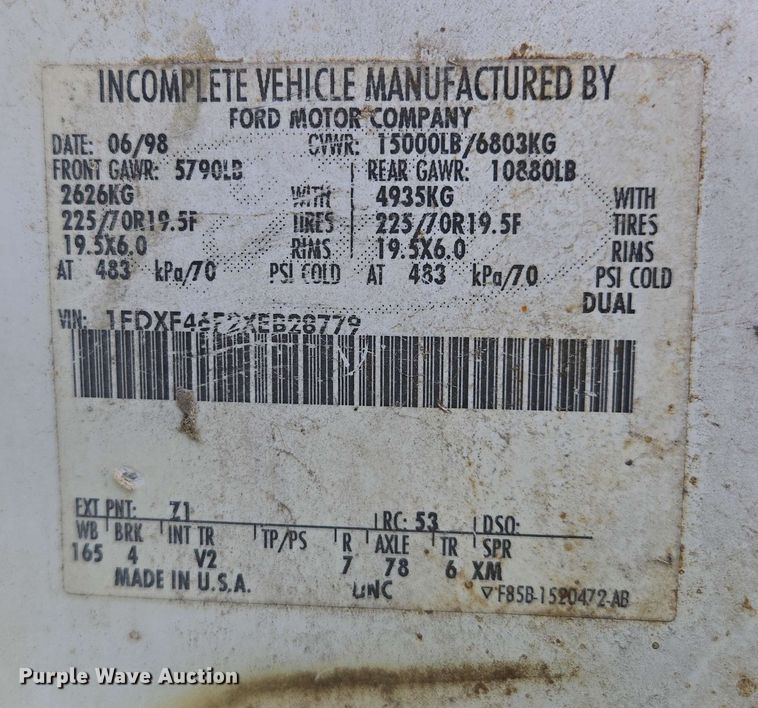 INCOMPLETE VEHICLE MANUFACTURED BY
FORD MOTOR COMPANY
DATE: 06/98 GVWR: 15000LB/6803KG
FRONT GAWR: 5790LB REAR GAWR: 10880LB
2626KG WITH 4935KG WITH
225/70R19.5F TIRES 225/70R19.5F TIRES
19.5X6.0 RIMS 19.5X6.0 RIMS
AT 483 kPa/70 PSI COLD AT 483 kPa/70 PSI COLD
DUAL
VIN: 1FDXF46F2XEB28779
EXT PNT: Z1 RC: 53 DSO:
WB BRK INT TR TP/PS R AXLE TR SPR
165 4 V2 7 78 6 XM
MADE IN U.S.A. UNC ▽F85B-1520472-AB
Purple Wave Auction